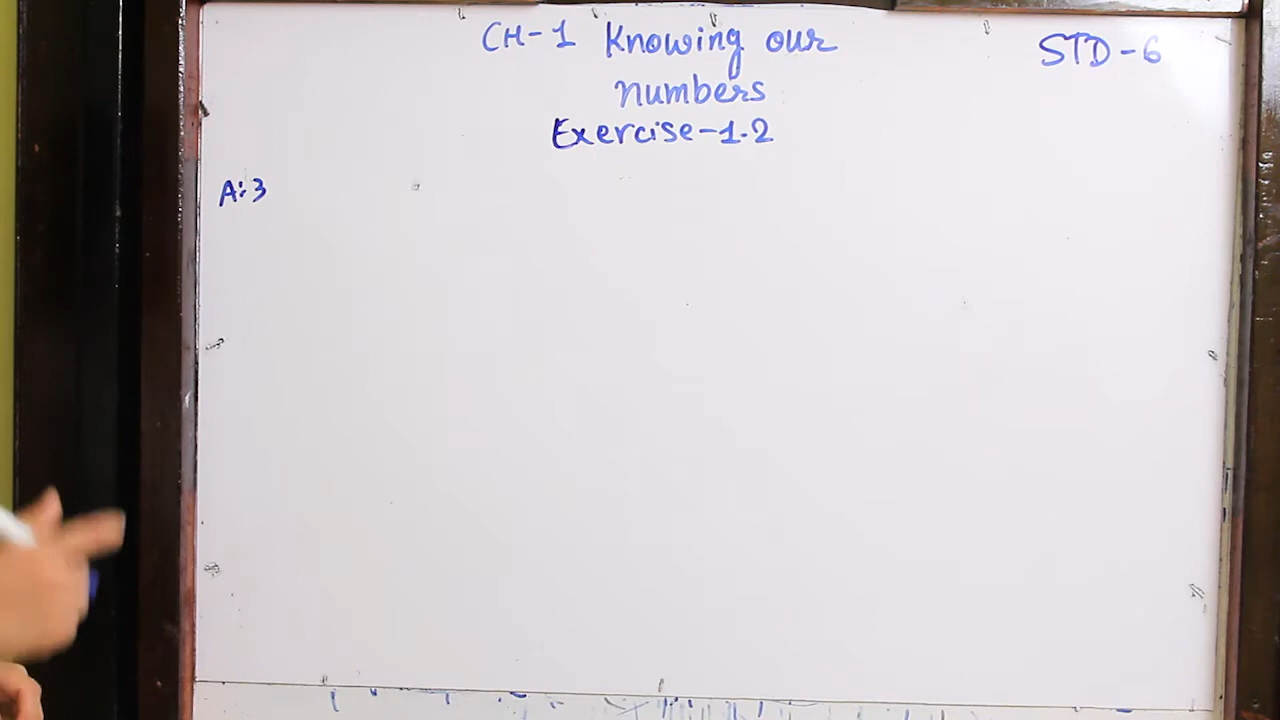 CH-1 Knowing our
numbers
STD-6
Exercise-1.2
A:3